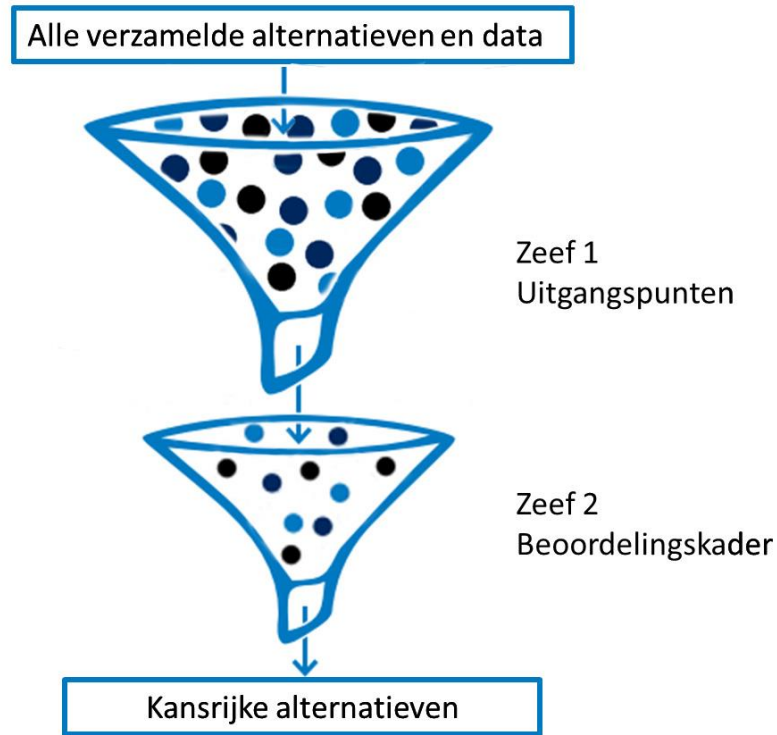 Alle verzamelde alternatieven en data
Zeef 1
Uitgangspunten
Zeef 2
Beoordelingskader
Kansrijke alternatieven